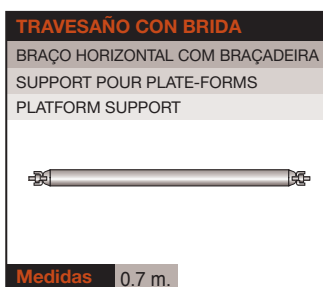 TRAVESAÑO CON BRIDA
BRAÇO HORIZONTAL COM BRAÇADEIRA
SUPPORT POUR PLATE-FORMS
PLATFORM SUPPORT
Medidas 0.7 m.